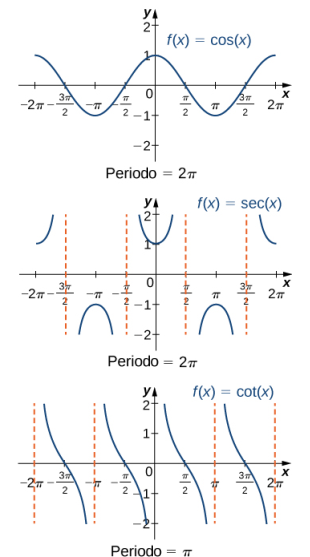 y
2
f(x) = cos(x)
1
0
−2π −3π/2 −π −π/2 π/2 π 3π/2 2π x
−1
−2
Periodo = 2π
y
2
f(x) = sec(x)
1
0
−2π −3π/2 −π −π/2 π/2 π 3π/2 2π x
−1
−2
Periodo = 2π
y
f(x) = cot(x)
2
1
0
−2π −3π/2 −π −π/2 π/2 π 3π/2 2π x
−1
−2
Periodo = π